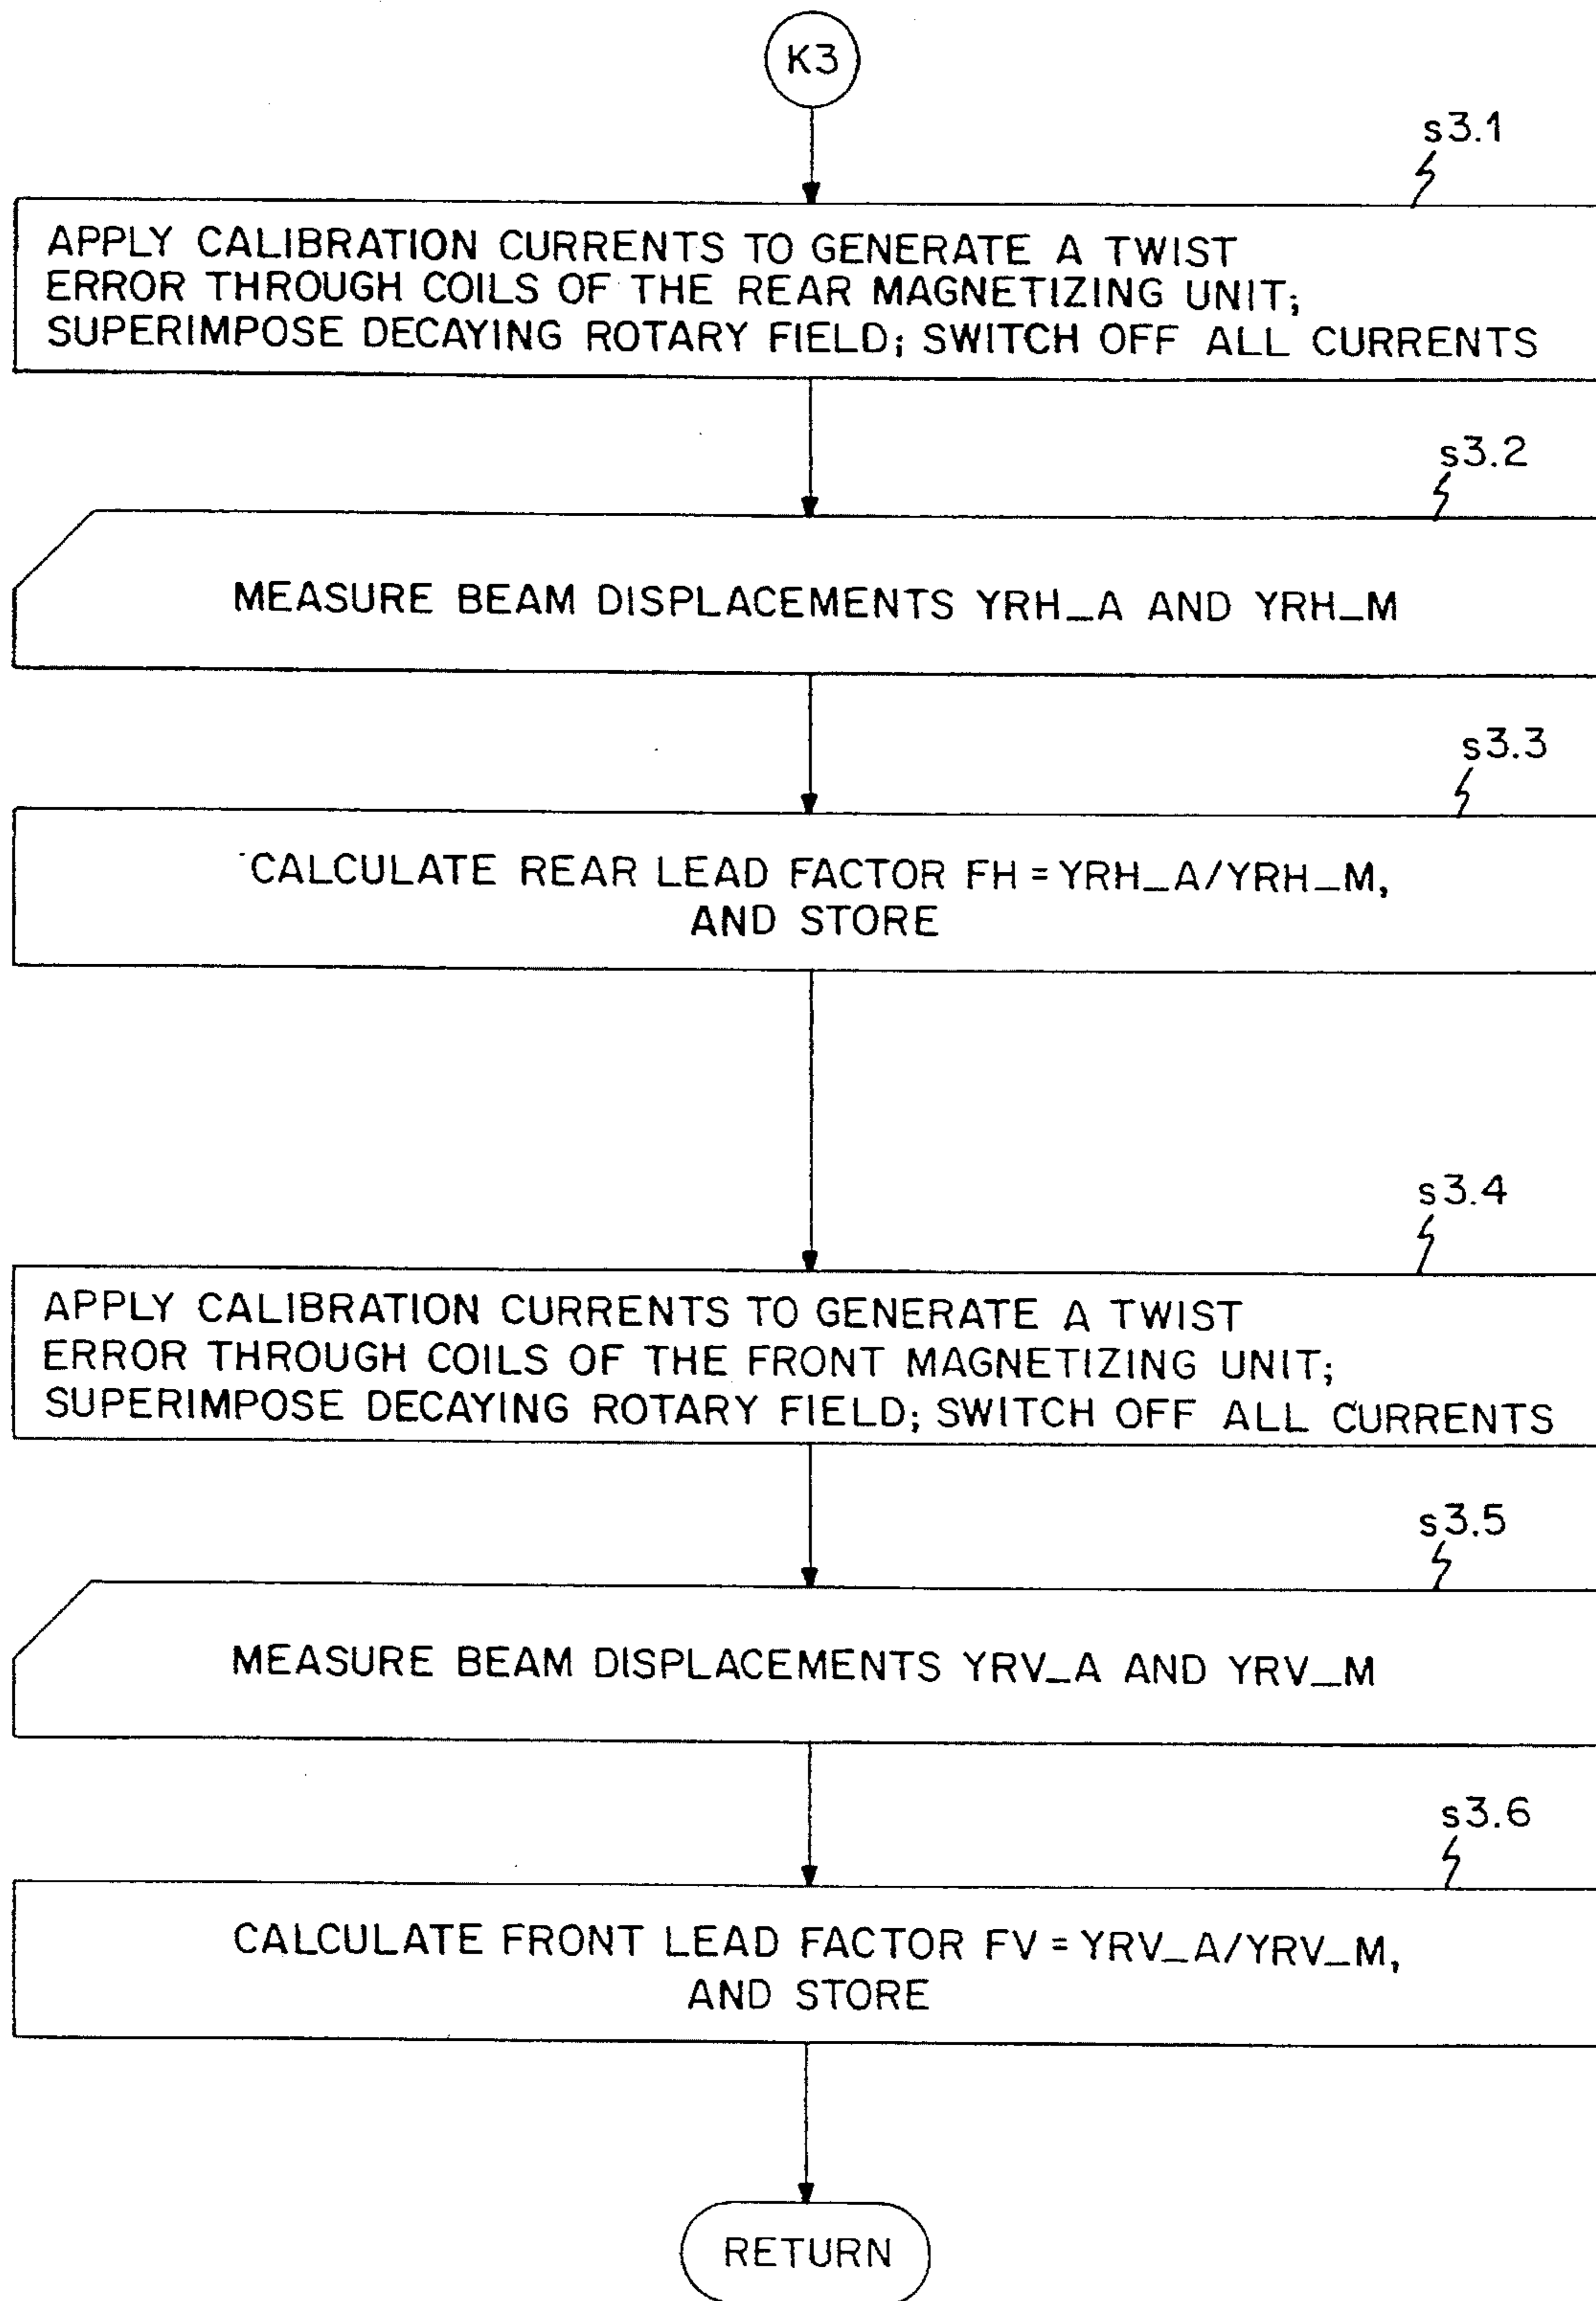 K3
s3.1
APPLY CALIBRATION CURRENTS TO GENERATE A TWIST
ERROR THROUGH COILS OF THE REAR MAGNETIZING UNIT;
SUPERIMPOSE DECAYING ROTARY FIELD; SWITCH OFF ALL CURRENTS
s3.2
MEASURE BEAM DISPLACEMENTS YRH_A AND YRH_M
s3.3
CALCULATE REAR LEAD FACTOR FH = YRH_A/YRH_M,
AND STORE
s3.4
APPLY CALIBRATION CURRENTS TO GENERATE A TWIST
ERROR THROUGH COILS OF THE FRONT MAGNETIZING UNIT;
SUPERIMPOSE DECAYING ROTARY FIELD; SWITCH OFF ALL CURRENTS
s3.5
MEASURE BEAM DISPLACEMENTS YRV_A AND YRV_M
s3.6
CALCULATE FRONT LEAD FACTOR FV = YRV_A/YRV_M,
AND STORE
RETURN